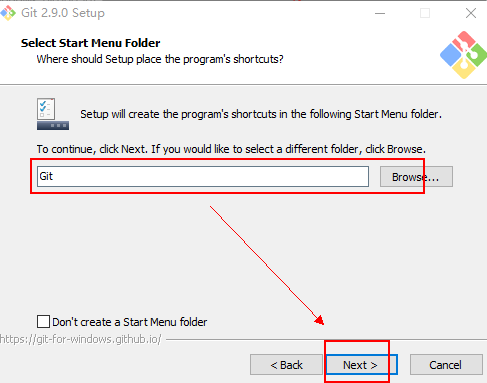 Git 2.9.0 Setup
Select Start Menu Folder
Where should Setup place the program's shortcuts?
Setup will create the program's shortcuts in the following Start Menu folder.
To continue, click Next. If you would like to select a different folder, click Browse.
Git
Browse...
Don't create a Start Menu folder
https://git-for-windows.github.io/
< Back
Next >
Cancel